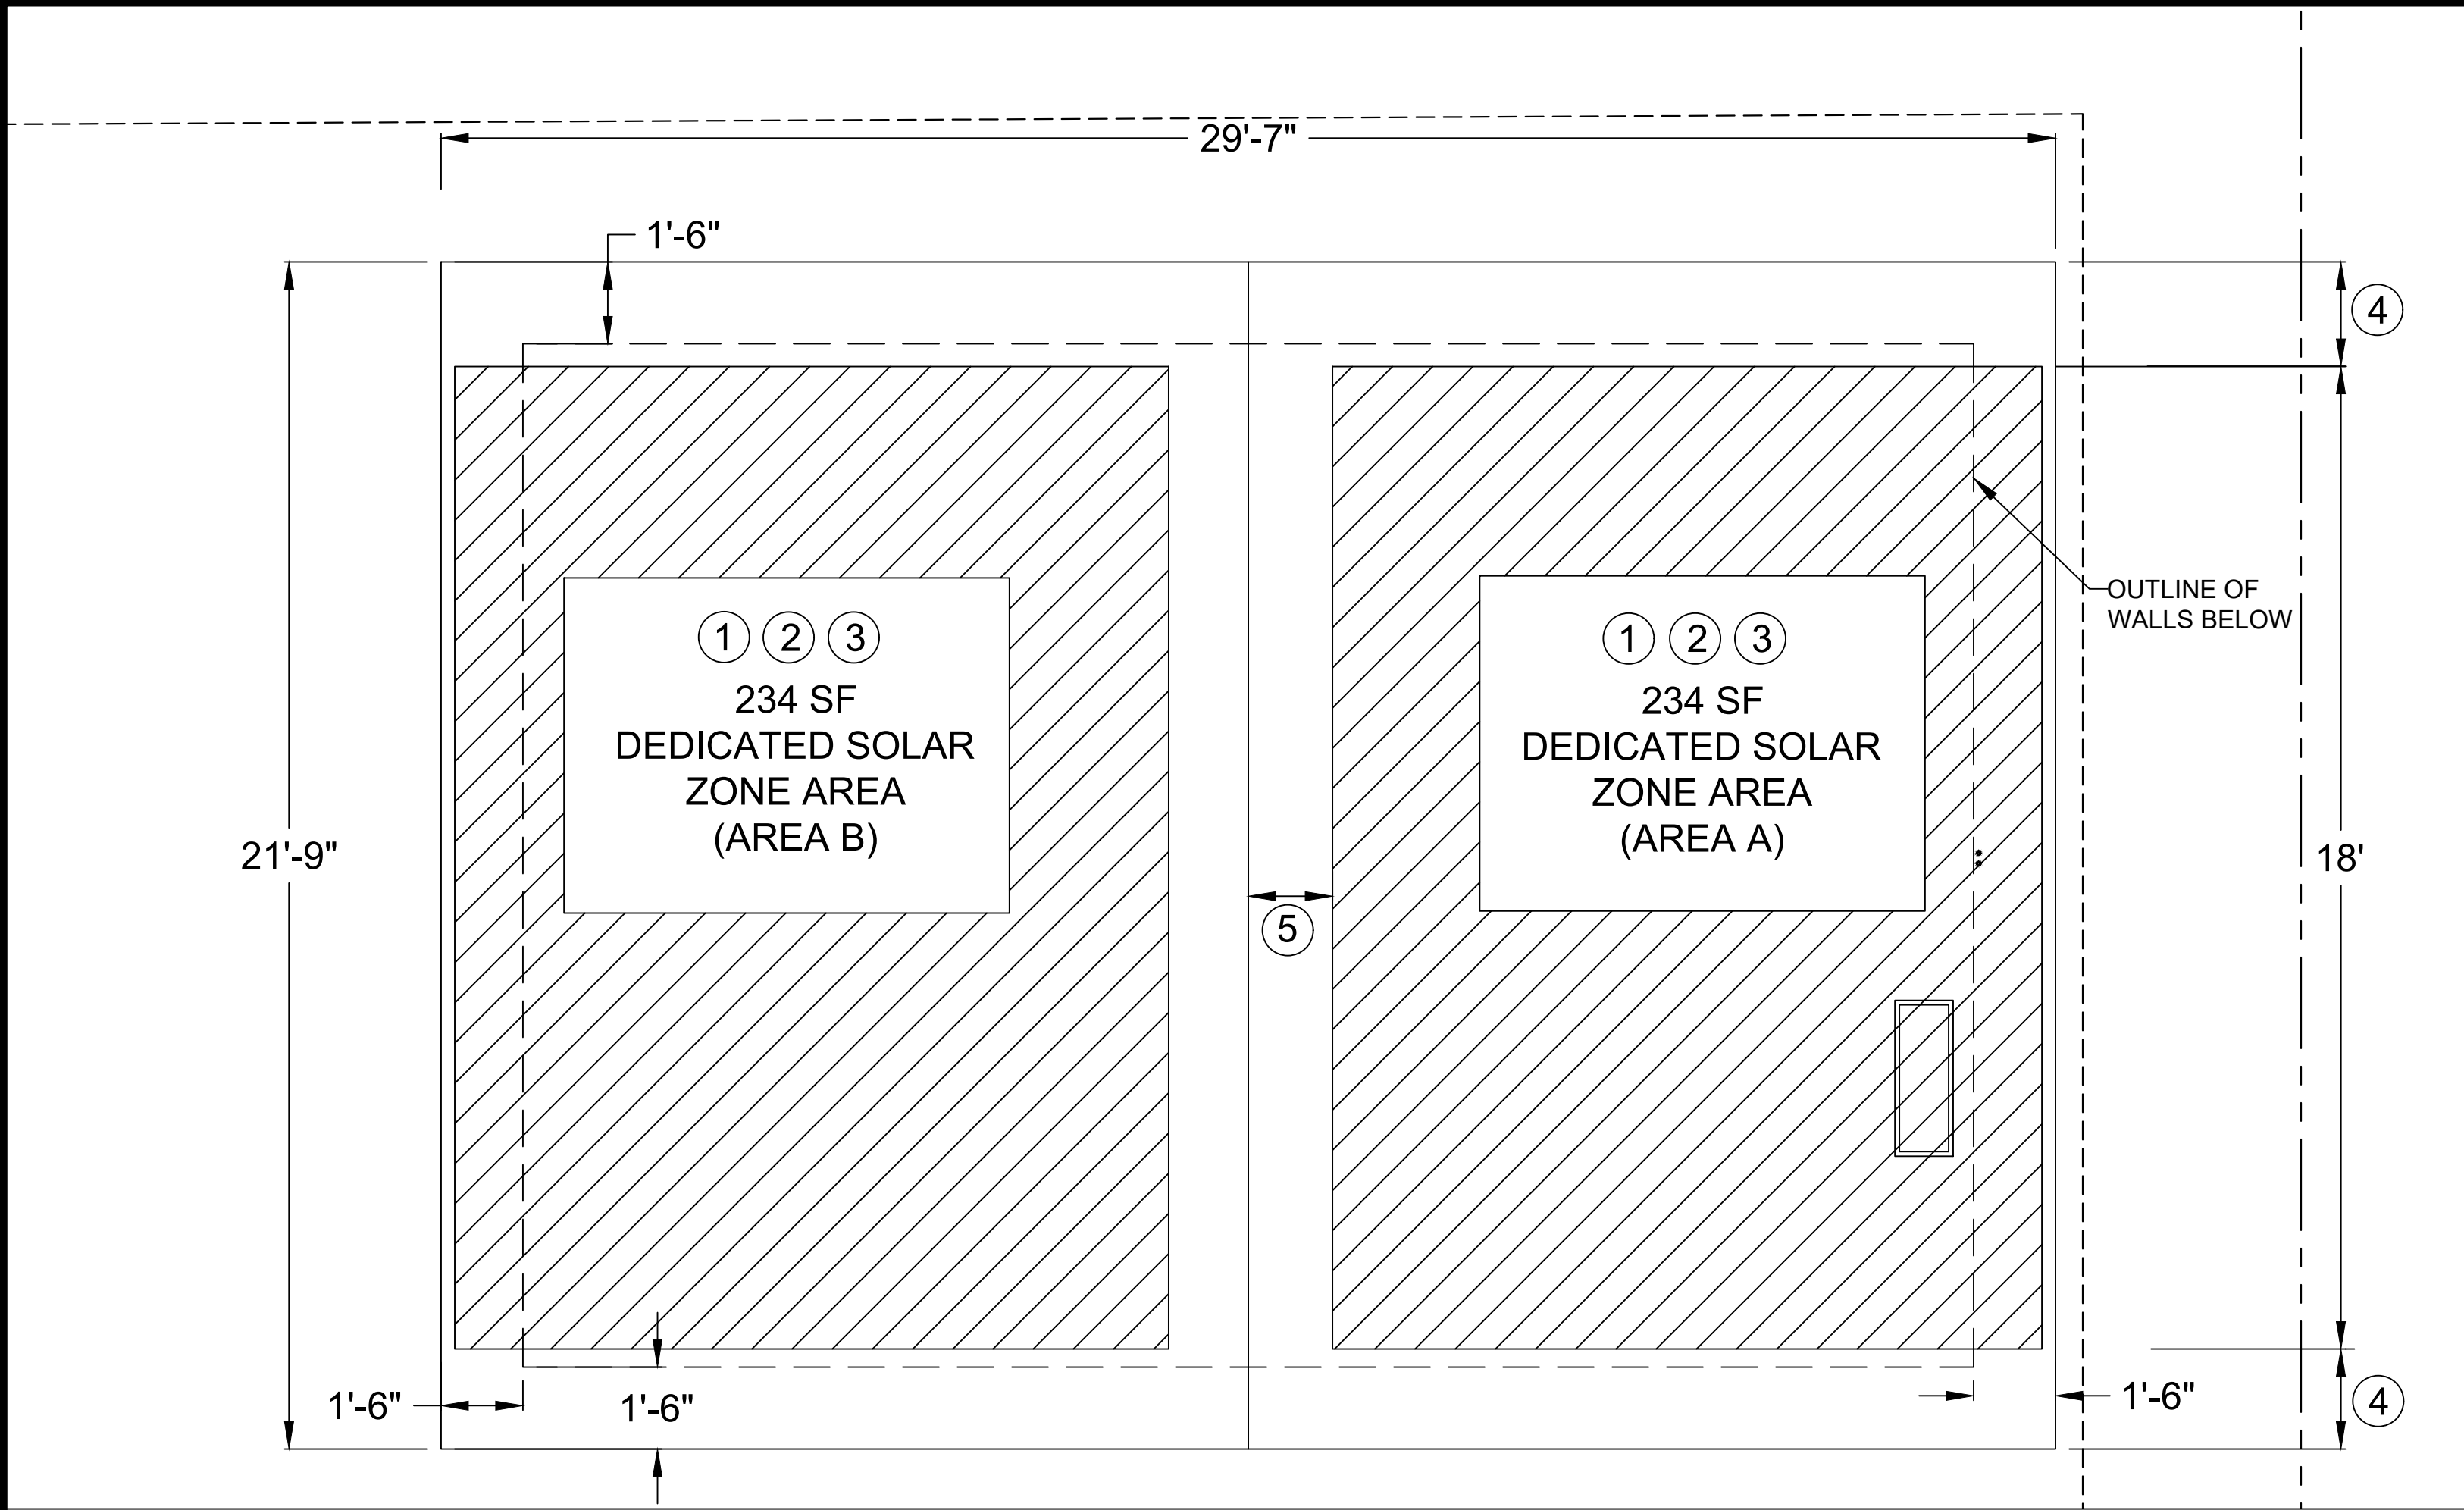 29'-7"
1'-6"
4
OUTLINE OF
WALLS BELOW
1 2 3
234 SF
DEDICATED SOLAR
ZONE AREA
(AREA B)
1 2 3
234 SF
DEDICATED SOLAR
ZONE AREA
(AREA A)
21'-9"
18'
5
1'-6"
1'-6"
1'-6"
4